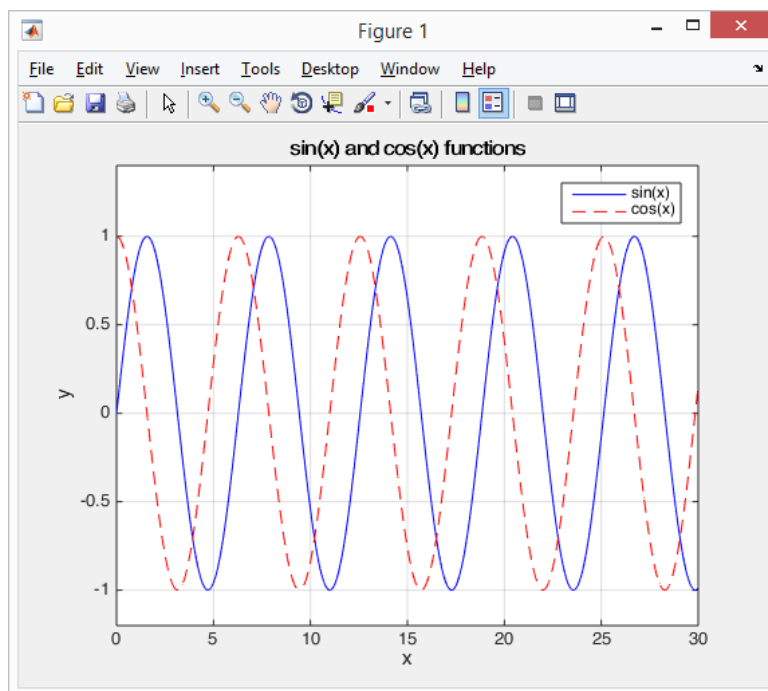 Figure 1
File Edit View Insert Tools Desktop Window Help
sin(x) and cos(x) functions
sin(x)
cos(x)
1
0.5
0
-0.5
-1
y
0 5 10 15 20 25 30
x